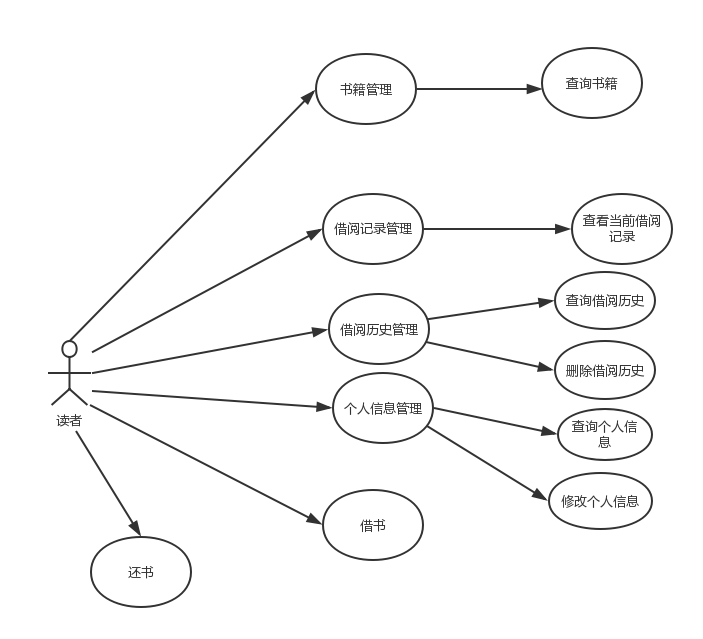 书籍管理
查询书籍
借阅记录管理
查看当前借阅
记录
查询借阅历史
借阅历史管理
删除借阅历史
个人信息管理
读者
查询个人信
息
修改个人信息
借书
还书